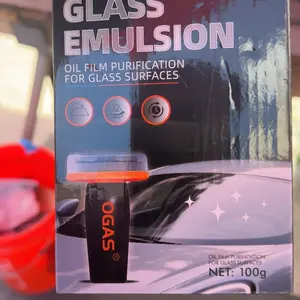 GLASS
EMULSION
OIL FILM PURIFICATION
FOR GLASS SURFACES
OGAS®
OIL FILM PURIFICATION
FOR GLASS SURFACES
NET: 100g